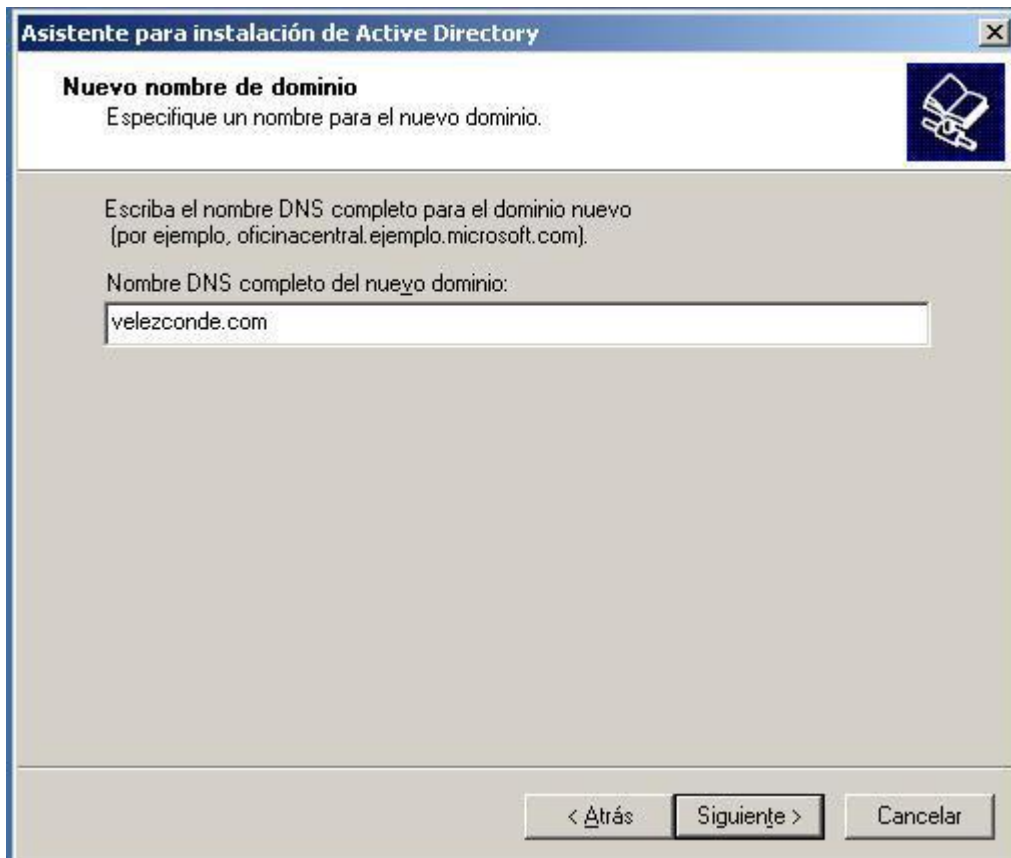 Asistente para instalación de Active Directory
Nuevo nombre de dominio
Especifique un nombre para el nuevo dominio.
Escriba el nombre DNS completo para el dominio nuevo
(por ejemplo, oficinacentral.ejemplo.microsoft.com).
Nombre DNS completo del nuevo dominio:
velezconde.com
< Atrás Siguiente > Cancelar